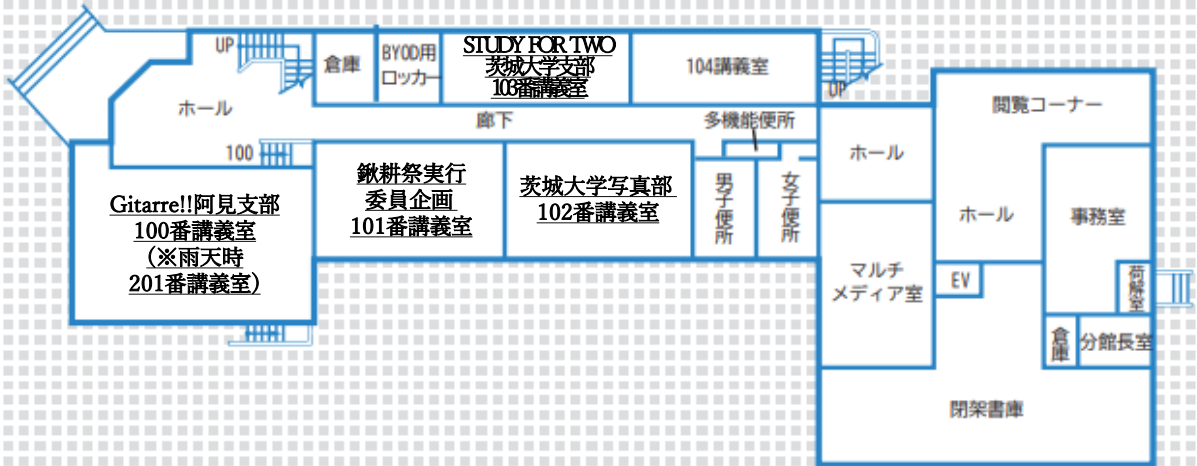 UP
倉庫
BYOD用
ロッカー
STUDY FOR TWO
茨城大学支部
103番講義室
104講義室
UP
閲覧コーナー
ホール
廊下
多機能便所
100
ホール
Gitarre!!阿見支部
100番講義室
(※雨天時
201番講義室)
鍬耕祭実行
委員企画
101番講義室
茨城大学写真部
102番講義室
男子便所
女子便所
ホール
事務室
マルチ
メディア室
EV
荷解室
倉庫
分館長室
閉架書庫